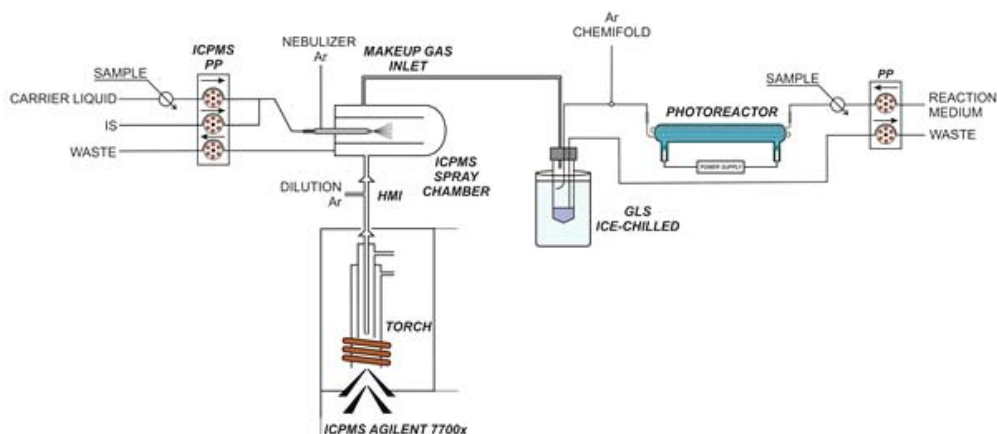 Ar
CHEMIFOLD
NEBULIZER
Ar
MAKEUP GAS
INLET
ICPMS
PP
SAMPLE
CARRIER LIQUID
IS
WASTE
ICPMS
SPRAY
CHAMBER
DILUTION
Ar
HMI
TORCH
ICPMS AGILENT 7700x
PHOTOREACTOR
POWER SUPPLY
GLS
ICE-CHILLED
SAMPLE
PP
REACTION
MEDIUM
WASTE